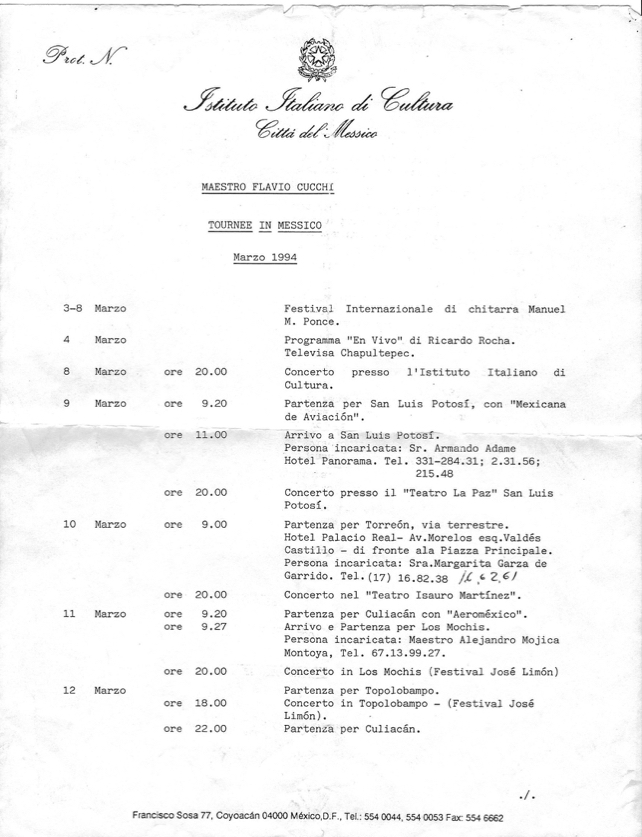 Prot. N.
Istituto Italiano di Cultura
Città del Messico
MAESTRO FLAVIO CUCCHI
TOURNEE IN MESSICO
Marzo 1994
3-8 Marzo Festival Internazionale di chitarra Manuel
M. Ponce.
4 Marzo Programma "En Vivo" di Ricardo Rocha.
Televisa Chapultepec.
8 Marzo ore 20.00 Concerto presso l'Istituto Italiano di
Cultura.
9 Marzo ore 9.20 Partenza per San Luis Potosí, con "Mexicana
de Aviación".
ore 11.00 Arrivo a San Luis Potosí.
Persona incaricata: Sr. Armando Adame
Hotel Panorama. Tel. 331-284.31; 2.31.56;
215.48
ore 20.00 Concerto presso il "Teatro La Paz" San Luis
Potosí.
10 Marzo ore 9.00 Partenza per Torreón, via terrestre.
Hotel Palacio Real- Av.Morelos esq.Valdés
Castillo - di fronte ala Piazza Principale.
Persona incaricata: Sra.Margarita Garza de
Garrido. Tel.(17) 16.82.38
ore 20.00 Concerto nel "Teatro Isauro Martínez".
11 Marzo ore 9.20 Partenza per Culiacán con "Aeroméxico".
ore 9.27 Arrivo e Partenza per Los Mochis.
Persona incaricata: Maestro Alejandro Mojica
Montoya, Tel. 67.13.99.27.
ore 20.00 Concerto in Los Mochis (Festival José Limón)
12 Marzo Partenza per Topolobampo.
ore 18.00 Concerto in Topolobampo - (Festival José
Limón).
ore 22.00 Partenza per Culiacán.
./.
Francisco Sosa 77, Coyoacán 04000 México,D.F., Tel.: 554 0044, 554 0053 Fax: 554 6662